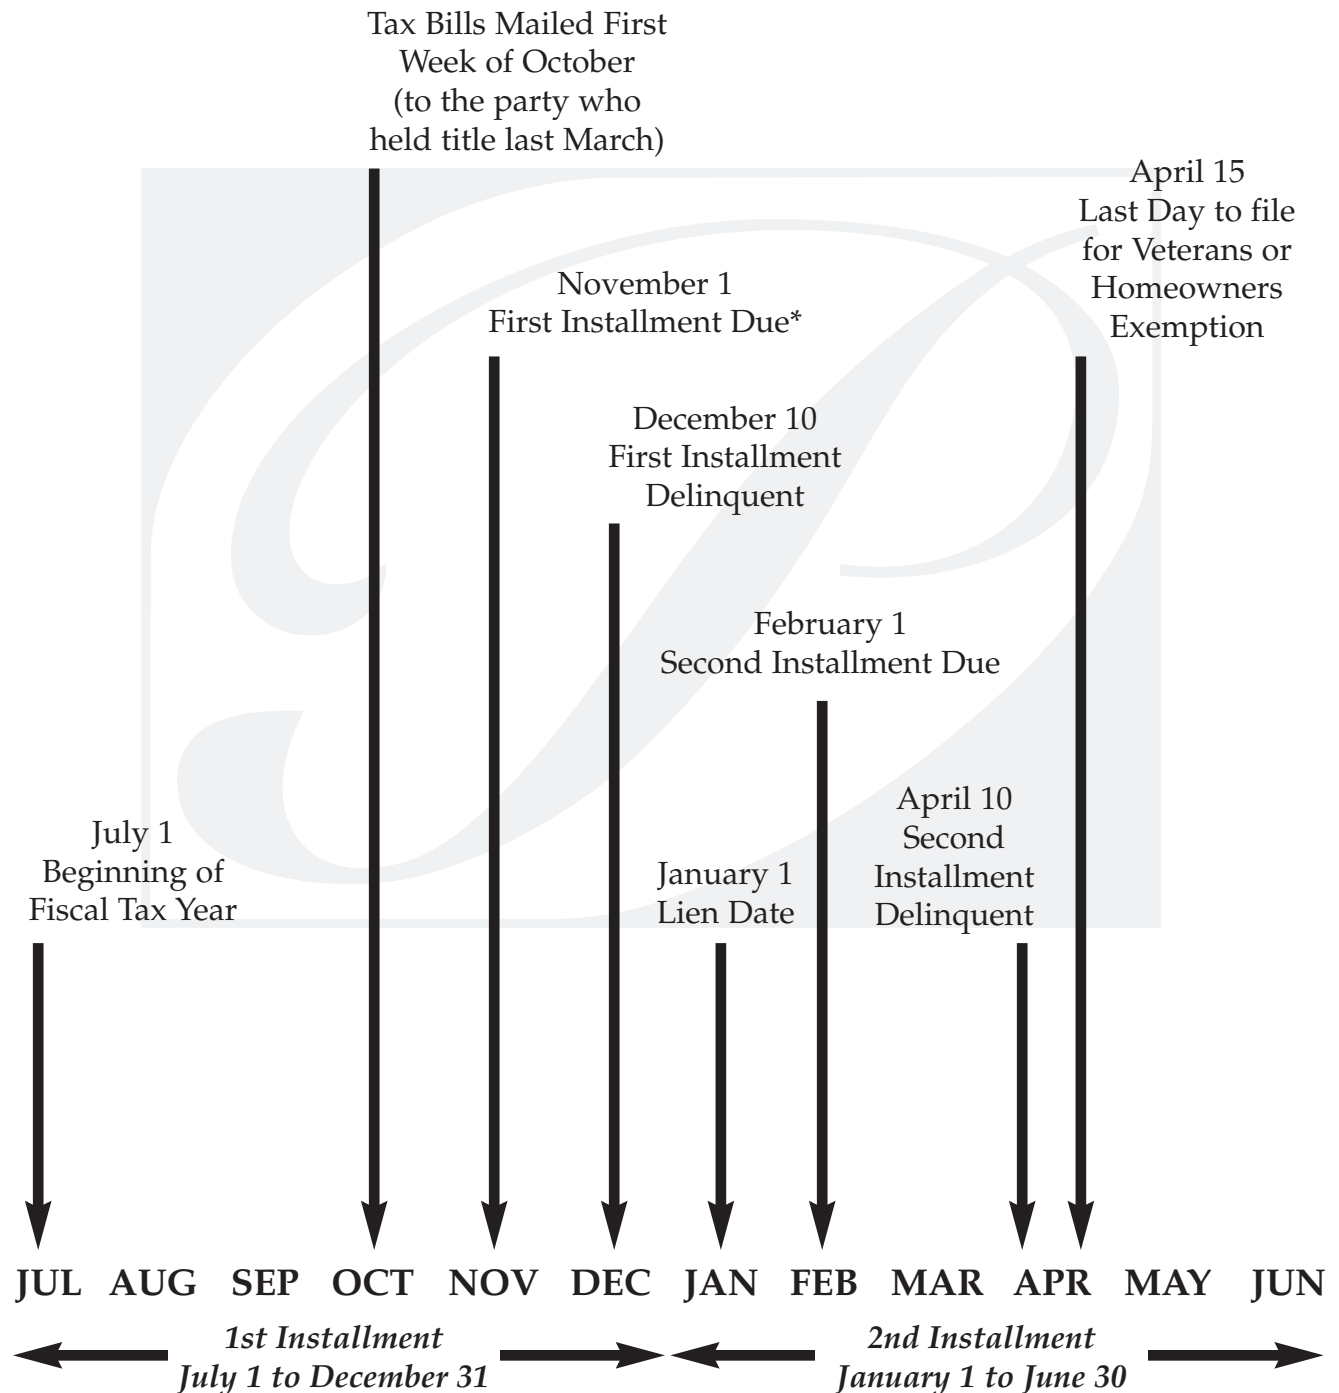 Tax Bills Mailed First
Week of October
(to the party who
held title last March)
April 15
Last Day to file
for Veterans or
Homeowners
Exemption
November 1
First Installment Due*
December 10
First Installment
Delinquent
February 1
Second Installment Due
April 10
Second
Installment
Delinquent
July 1
Beginning of
Fiscal Tax Year
January 1
Lien Date
JUL AUG SEP OCT NOV DEC JAN FEB MAR APR MAY JUN
1st Installment
July 1 to December 31
2nd Installment
January 1 to June 30